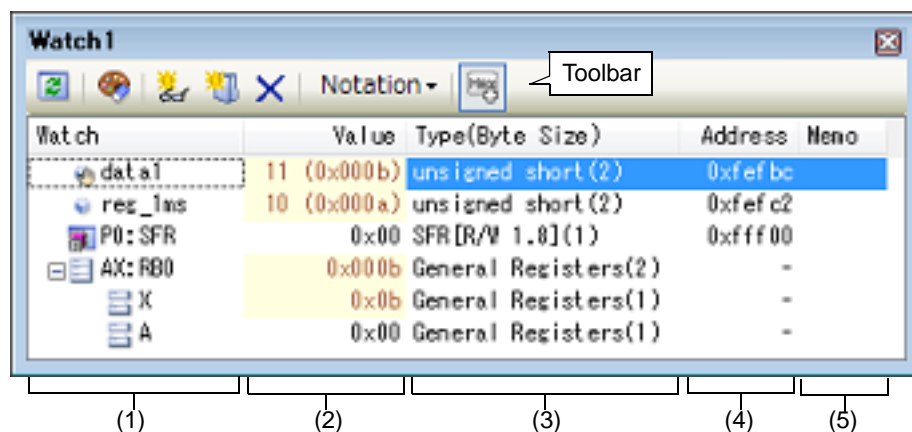 Watch1
Notation
Hex
Toolbar
Watch Value Type(Byte Size) Address Memo
data1 11 (0x000b) unsigned short(2) 0xfefbc
reg_1ms 10 (0x000a) unsigned short(2) 0xfefc2
P0:SFR 0x00 SFR[R/W 1.8](1) 0xfff00
AX:RB0 0x000b General Registers(2) -
X 0x0b General Registers(1) -
A 0x00 General Registers(1) -
(1) (2) (3) (4) (5)